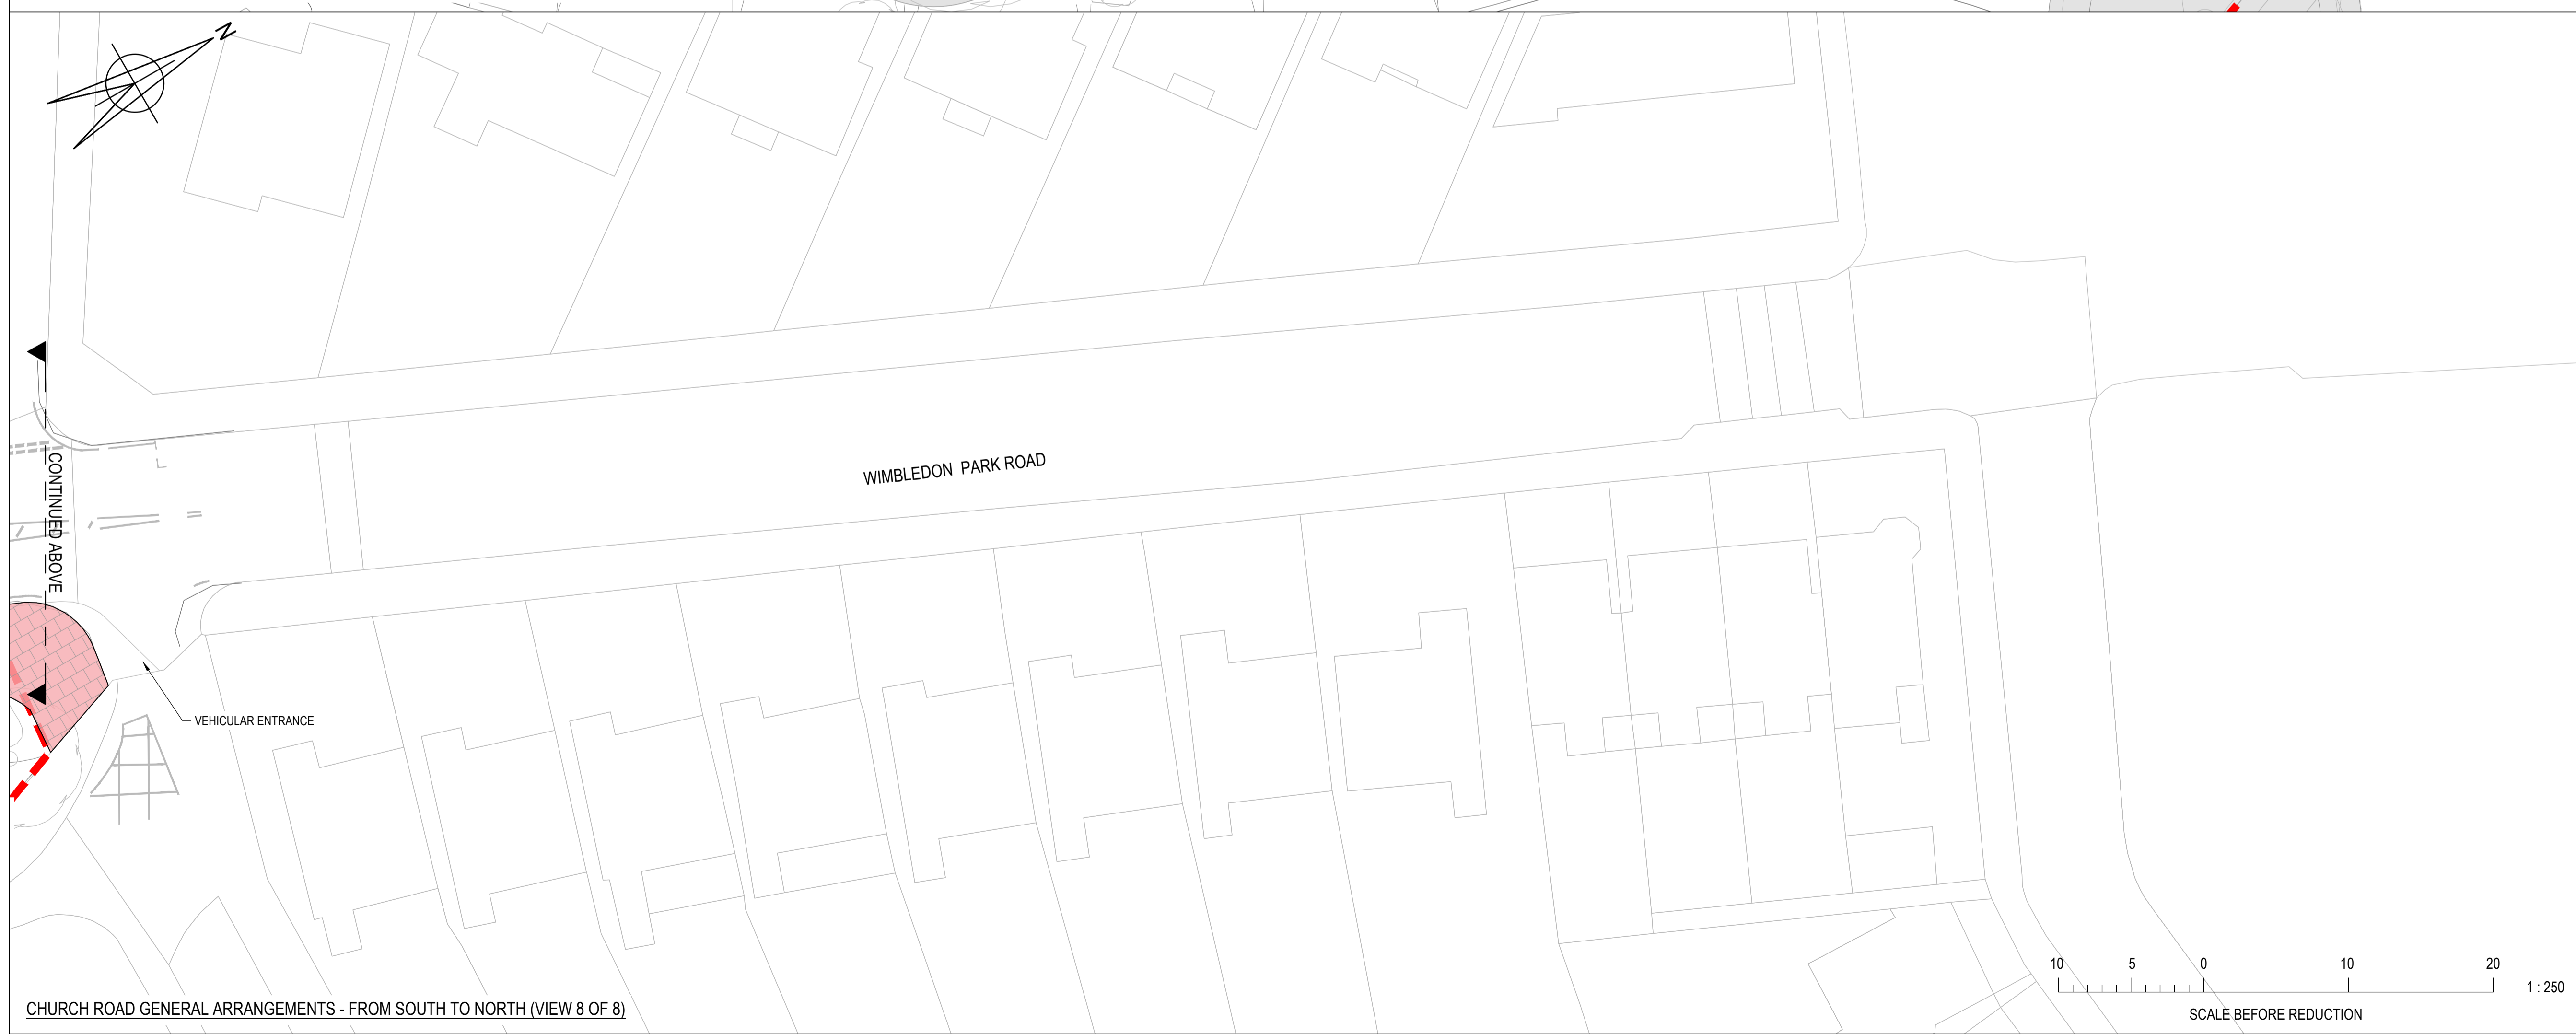 N
CONTINUED ABOVE
WIMBLEDON PARK ROAD
VEHICULAR ENTRANCE
10 5 0 10 20
1 : 250
SCALE BEFORE REDUCTION
CHURCH ROAD GENERAL ARRANGEMENTS - FROM SOUTH TO NORTH (VIEW 8 OF 8)